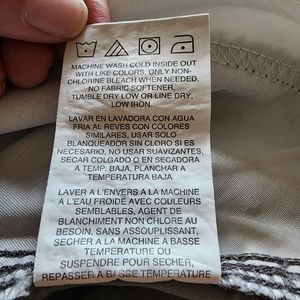 MACHINE WASH COLD INSIDE OUT
WITH LIKE COLORS, ONLY NON-
CHLORINE BLEACH WHEN NEEDED,
NO FABRIC SOFTENER,
TUMBLE DRY LOW OR LINE DRY,
LOW IRON
LAVAR EN LAVADORA CON AGUA
FRIA AL REVES CON COLORES
SIMILARES, USAR SOLO
BLANQUEADOR SIN CLORO SI ES
NECESARIO, NO USAR SUAVIZANTES,
SECAR COLGADO O EN SECADORA
A TEMP. BAJA, PLANCHAR A
TEMPERATURA BAJA
LAVER A L'ENVERS A LA MACHINE
A L'EAU FROIDE AVEC COULEURS
SEMBLABLES, AGENT DE
BLANCHIMENT NON CHLORE AU
BESOIN, SANS ASSOUPLISSANT,
SECHER A LA MACHINE A BASSE
TEMPERATURE OU
SUSPENDRE POUR SECHER,
REPASSER A BASSE TEMPERATURE